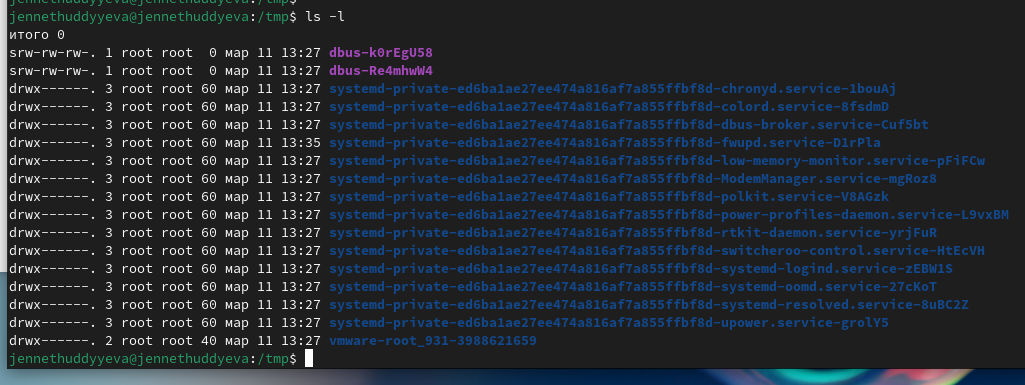 jennethuddyyeva@jennethuddyeva:/tmp$
jennethuddyyeva@jennethuddyeva:/tmp$ ls -l
итого 0
srw-rw-rw-. 1 root root  0 мар 11 13:27 dbus-k0rEgU58
srw-rw-rw-. 1 root root  0 мар 11 13:27 dbus-Re4mhwW4
drwx------. 3 root root 60 мар 11 13:27 systemd-private-ed6ba1ae27ee474a816af7a855ffbf8d-chronyd.service-1bouAj
drwx------. 3 root root 60 мар 11 13:27 systemd-private-ed6ba1ae27ee474a816af7a855ffbf8d-colord.service-8fsdmD
drwx------. 3 root root 60 мар 11 13:27 systemd-private-ed6ba1ae27ee474a816af7a855ffbf8d-dbus-broker.service-Cuf5bt
drwx------. 3 root root 60 мар 11 13:35 systemd-private-ed6ba1ae27ee474a816af7a855ffbf8d-fwupd.service-D1rPla
drwx------. 3 root root 60 мар 11 13:27 systemd-private-ed6ba1ae27ee474a816af7a855ffbf8d-low-memory-monitor.service-pFiFCw
drwx------. 3 root root 60 мар 11 13:27 systemd-private-ed6ba1ae27ee474a816af7a855ffbf8d-ModemManager.service-mgRoz8
drwx------. 3 root root 60 мар 11 13:27 systemd-private-ed6ba1ae27ee474a816af7a855ffbf8d-polkit.service-V8AGzk
drwx------. 3 root root 60 мар 11 13:27 systemd-private-ed6ba1ae27ee474a816af7a855ffbf8d-power-profiles-daemon.service-L9vxBM
drwx------. 3 root root 60 мар 11 13:27 systemd-private-ed6ba1ae27ee474a816af7a855ffbf8d-rtkit-daemon.service-yrjFuR
drwx------. 3 root root 60 мар 11 13:27 systemd-private-ed6ba1ae27ee474a816af7a855ffbf8d-switcheroo-control.service-HtEcVH
drwx------. 3 root root 60 мар 11 13:27 systemd-private-ed6ba1ae27ee474a816af7a855ffbf8d-systemd-logind.service-zEBW1S
drwx------. 3 root root 60 мар 11 13:27 systemd-private-ed6ba1ae27ee474a816af7a855ffbf8d-systemd-oomd.service-27cKoT
drwx------. 3 root root 60 мар 11 13:27 systemd-private-ed6ba1ae27ee474a816af7a855ffbf8d-systemd-resolved.service-8uBC2Z
drwx------. 3 root root 60 мар 11 13:27 systemd-private-ed6ba1ae27ee474a816af7a855ffbf8d-upower.service-grolY5
drwx------. 2 root root 40 мар 11 13:27 vmware-root_931-3988621659
jennethuddyyeva@jennethuddyeva:/tmp$